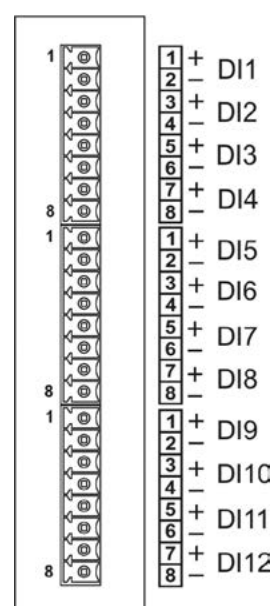 1 1 + DI1
2 –
3 + DI2
4 –
5 + DI3
6 –
7 + DI4
8 8 –
1 1 + DI5
2 –
3 + DI6
4 –
5 + DI7
6 –
7 + DI8
8 8 –
1 1 + DI9
2 –
3 + DI10
4 –
5 + DI11
6 –
7 + DI12
8 8 –